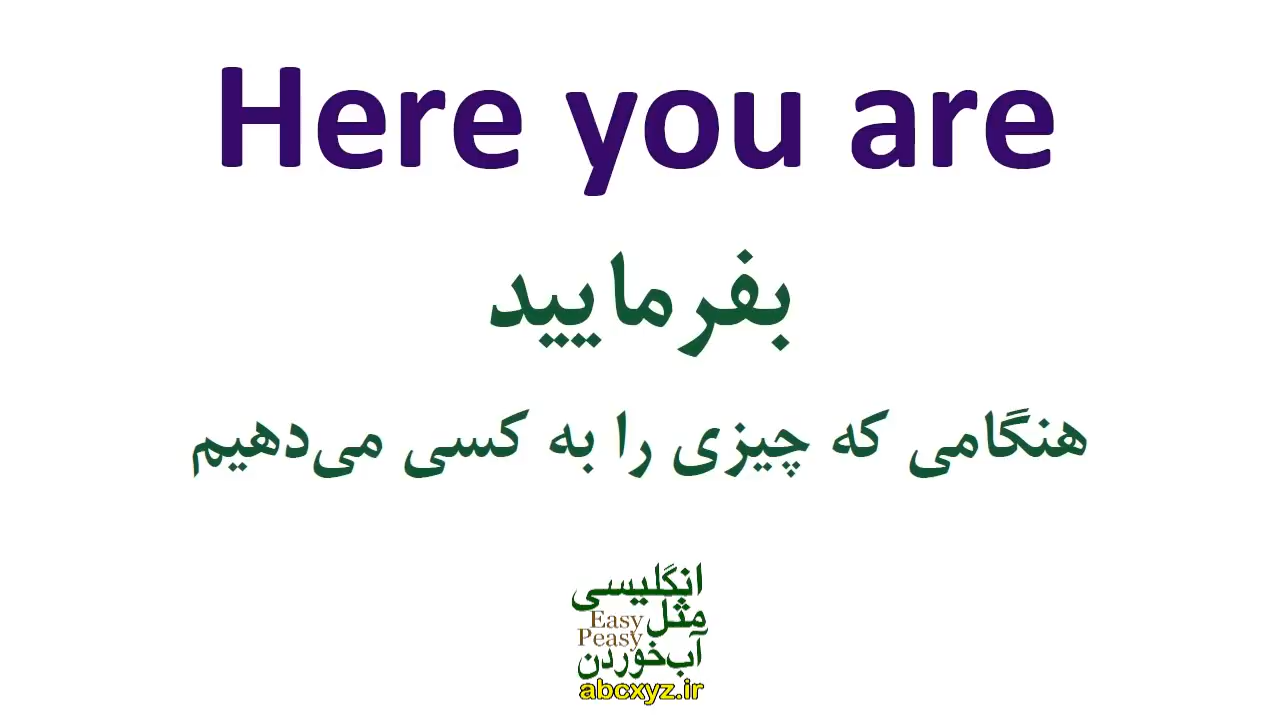 Here you are
بفرمایید
هنگامی که چیزی را به کسی می‌دهیم
انگلیسی
مثل
Easy
Peasy
آب‌خوردن
abcxyz.ir